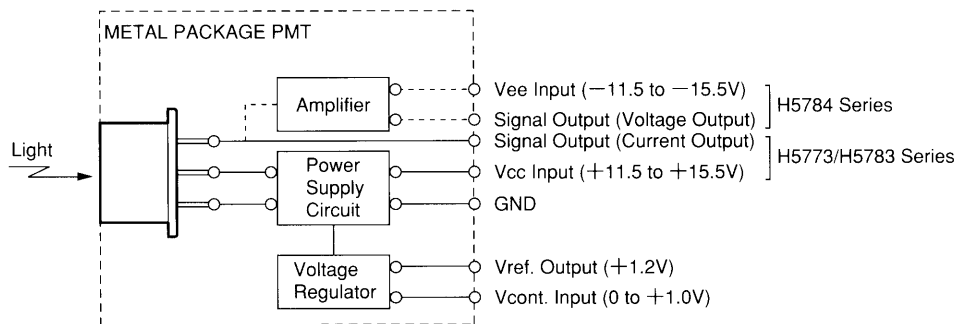 METAL PACKAGE PMT
Amplifier
Vee Input (−11.5 to −15.5V)
H5784 Series
Signal Output (Voltage Output)
Signal Output (Current Output)
H5773/H5783 Series
Light
Power
Supply
Circuit
Vcc Input (+11.5 to +15.5V)
GND
Voltage
Regulator
Vref. Output (+1.2V)
Vcont. Input (0 to +1.0V)